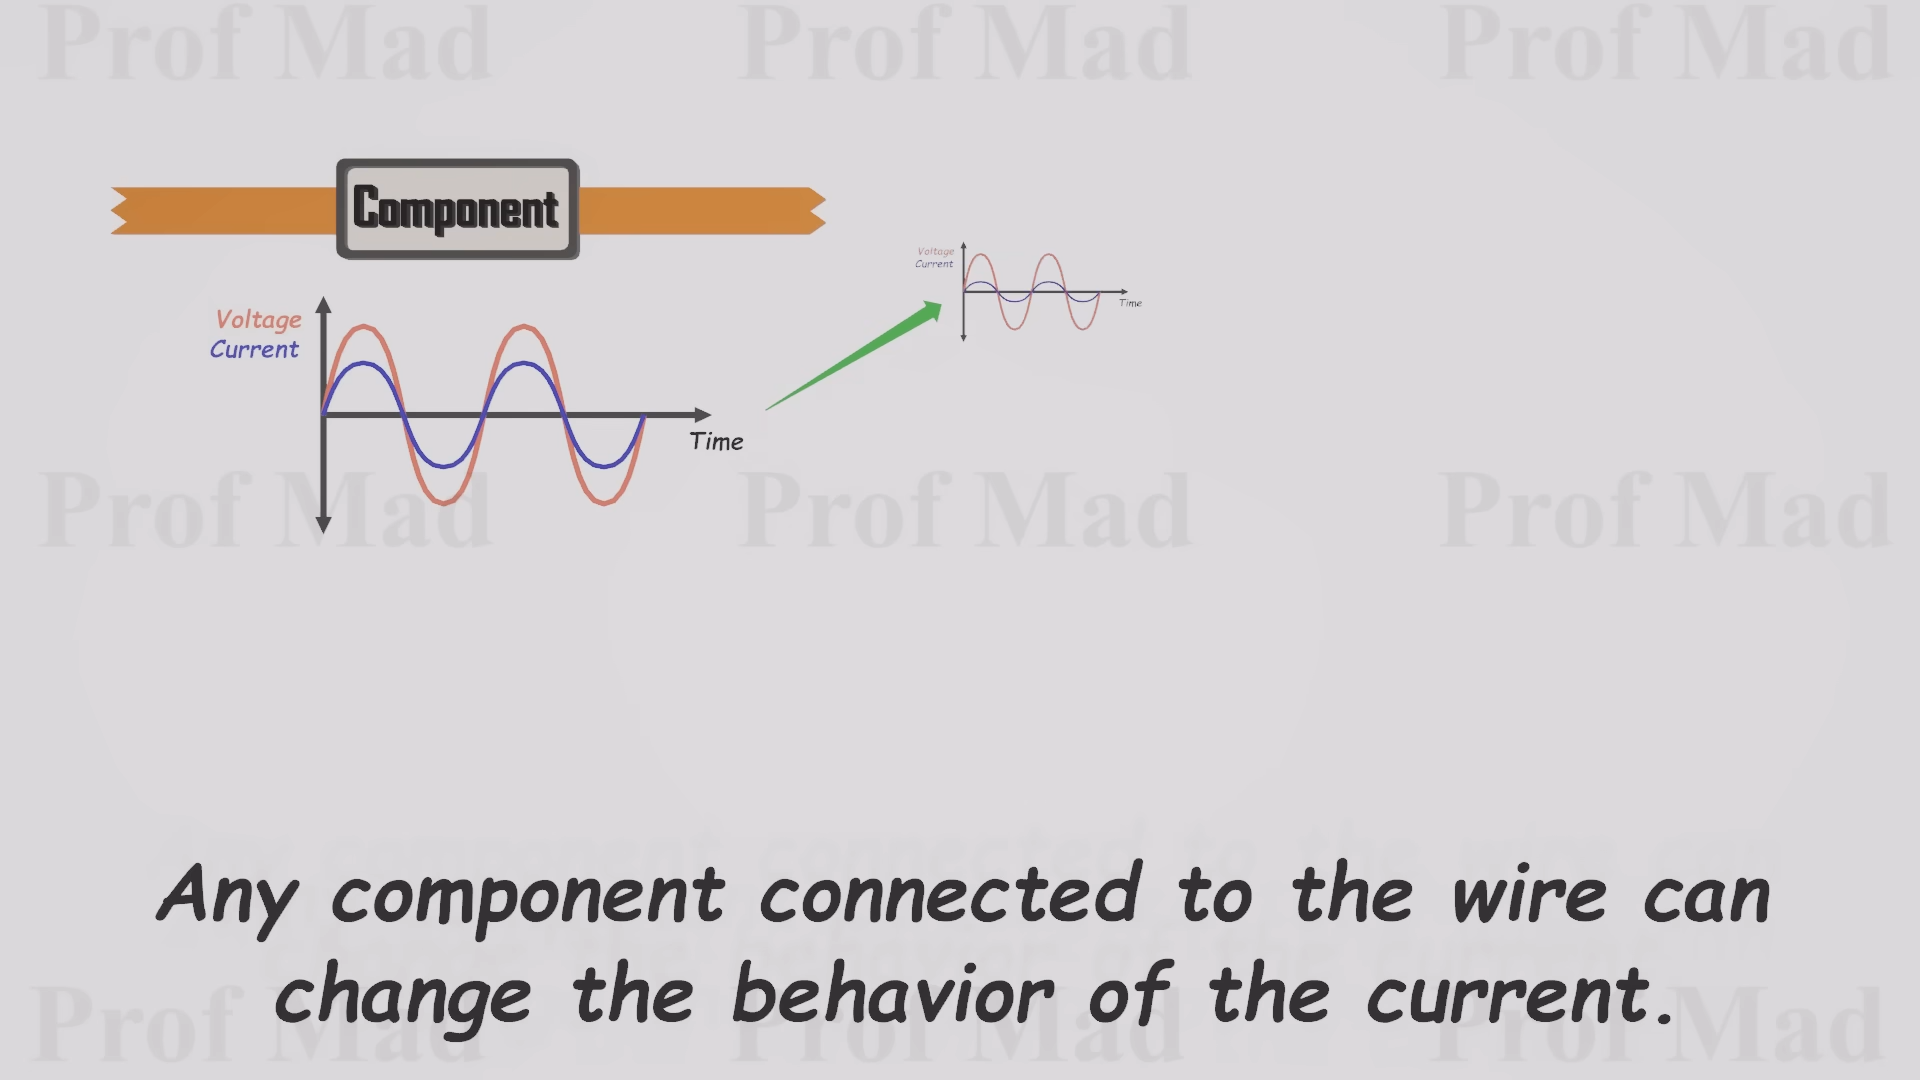 Prof Mad Prof Mad Prof Mad
Component
Voltage
Current
Time
Voltage
Current
Time
Prof Mad Prof Mad Prof Mad
Any component connected to the wire can
change the behavior of the current.
Prof Mad Prof Mad Prof Mad